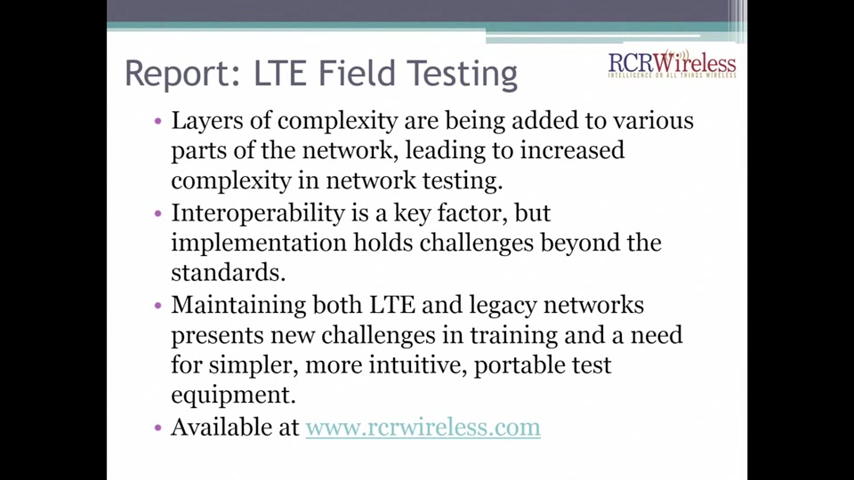 Report: LTE Field Testing
RCRWireless
INTELLIGENCE ON ALL THINGS WIRELESS
• Layers of complexity are being added to various
parts of the network, leading to increased
complexity in network testing.
• Interoperability is a key factor, but
implementation holds challenges beyond the
standards.
• Maintaining both LTE and legacy networks
presents new challenges in training and a need
for simpler, more intuitive, portable test
equipment.
• Available at www.rcrwireless.com